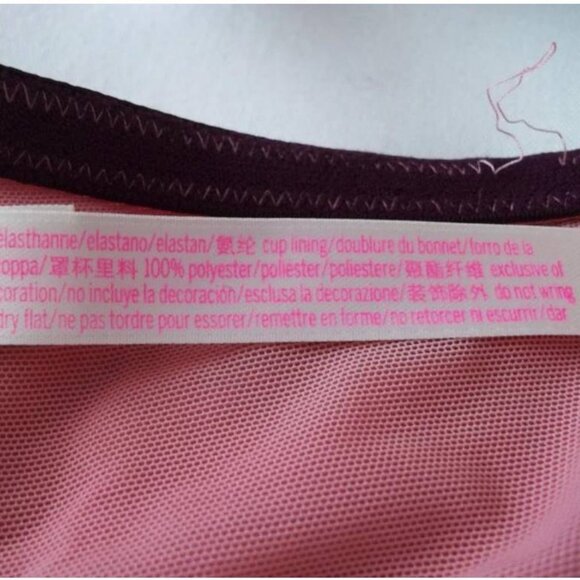 elasthanne/elastano/elastan/氨纶 cup lining/doublure du bonnet/forro de la
coppa/罩杯里料 100% polyester/poliester/poliestere/聚酯纤维 exclusive of
coration/no incluye la decoración/esclusa la decorazione/装饰除外 do not wring
dry flat/ne pas tordre pour essorer/remettre en forme/no retorcer ni escurrir/dar